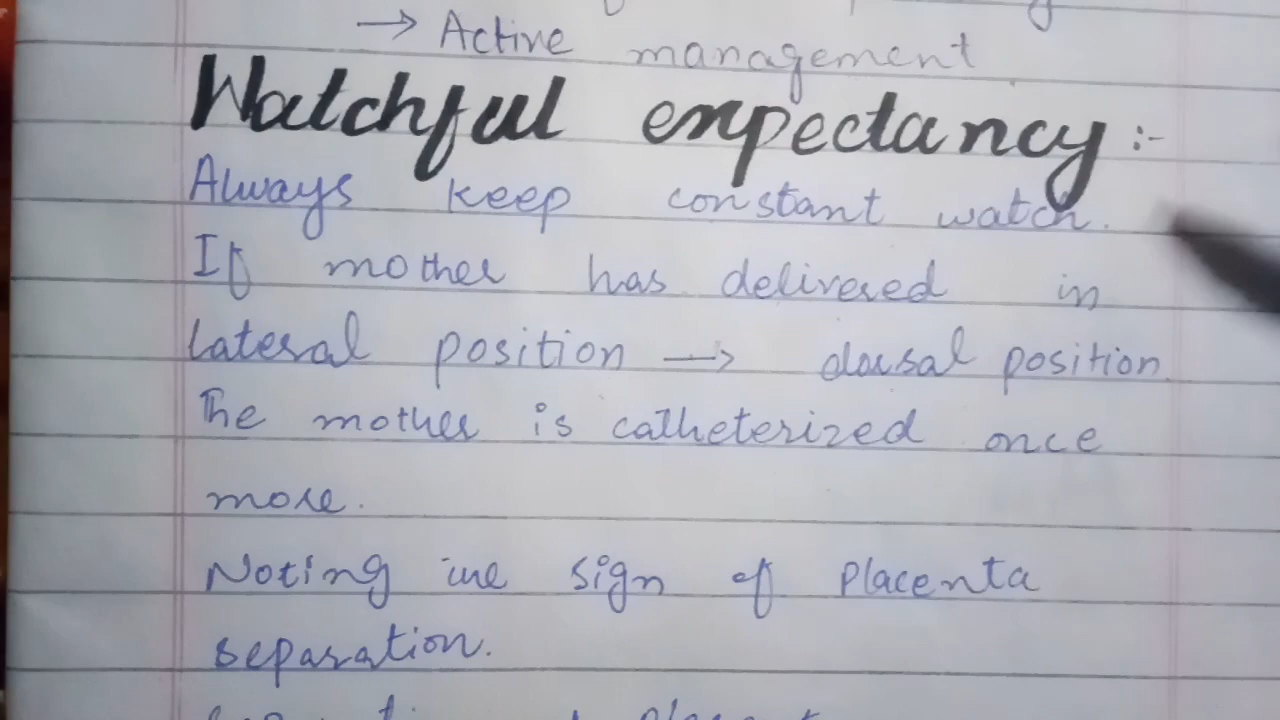 → Active management
Watchful expectancy :-
Always keep constant watch.
If mother has delivered in
lateral position → dorsal position
The mother is catheterized once
more.
Noting the sign of placenta
separation.